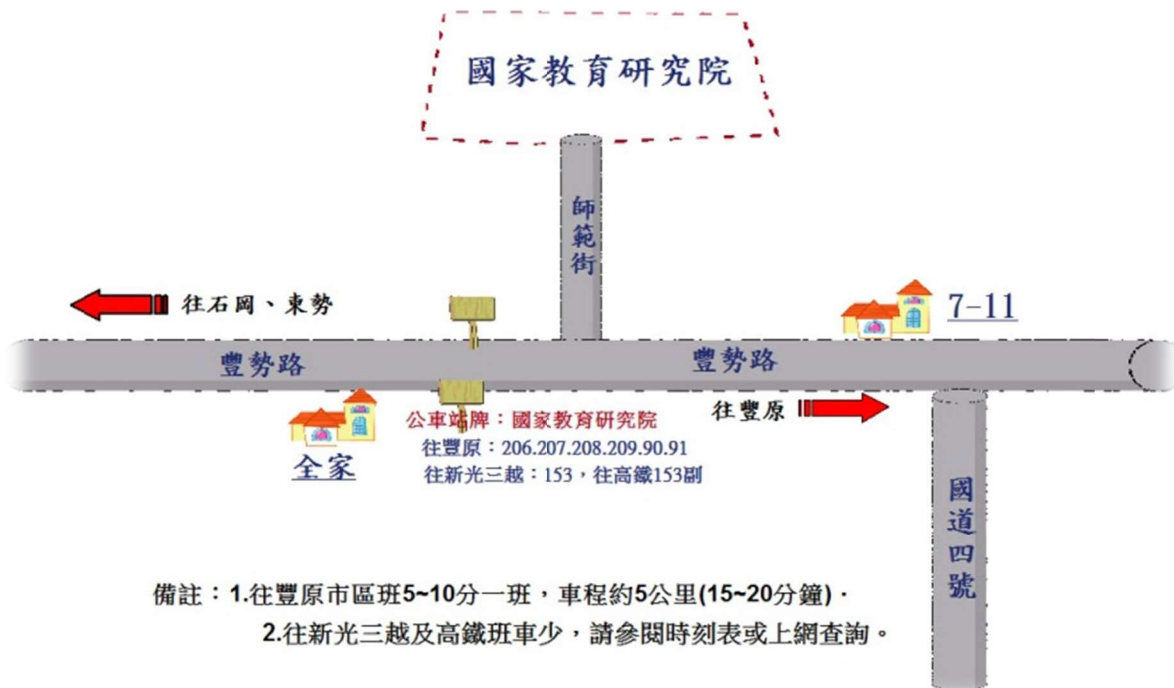 國家教育研究院
師範街
7-11
往石岡、東勢
豐勢路
豐勢路
往豐原
公車站牌：國家教育研究院
往豐原：206.207.208.209.90.91
往新光三越：153，往高鐵153副
全家
國道四號
備註：1.往豐原市區班5~10分一班，車程約5公里(15~20分鐘)．
2.往新光三越及高鐵班車少，請參閱時刻表或上網查詢。